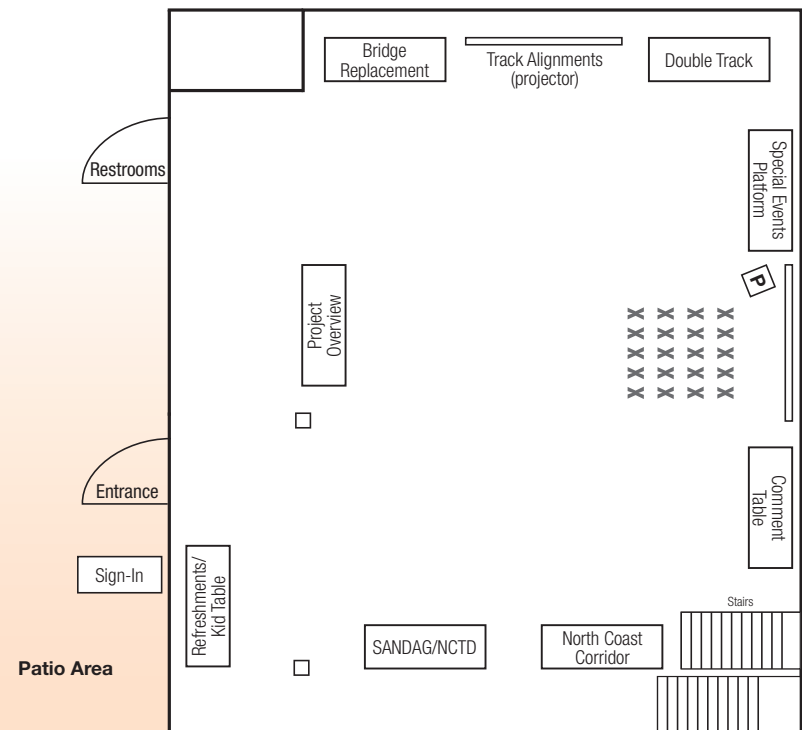 Bridge
Replacement
Track Alignments
(projector)
Double Track
Restrooms
Special Events
Platform
P
Project
Overview
Entrance
Comment
Table
Sign-In
Refreshments/
Kid Table
Stairs
SANDAG/NCTD
North Coast
Corridor
Patio Area